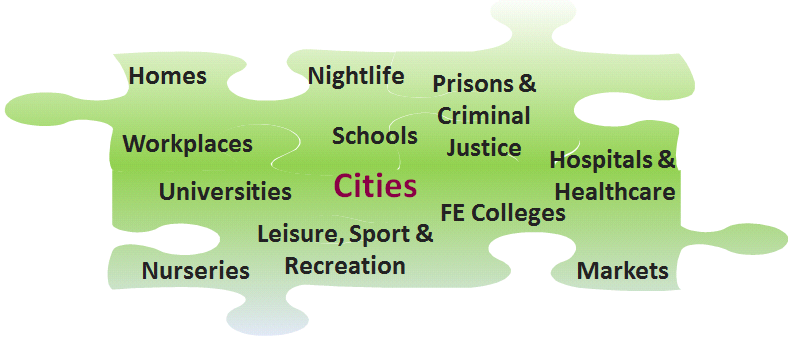 Homes
Nightlife
Prisons &
Criminal
Justice
Workplaces
Schools
Hospitals &
Healthcare
Universities
Cities
FE Colleges
Leisure, Sport &
Recreation
Nurseries
Markets